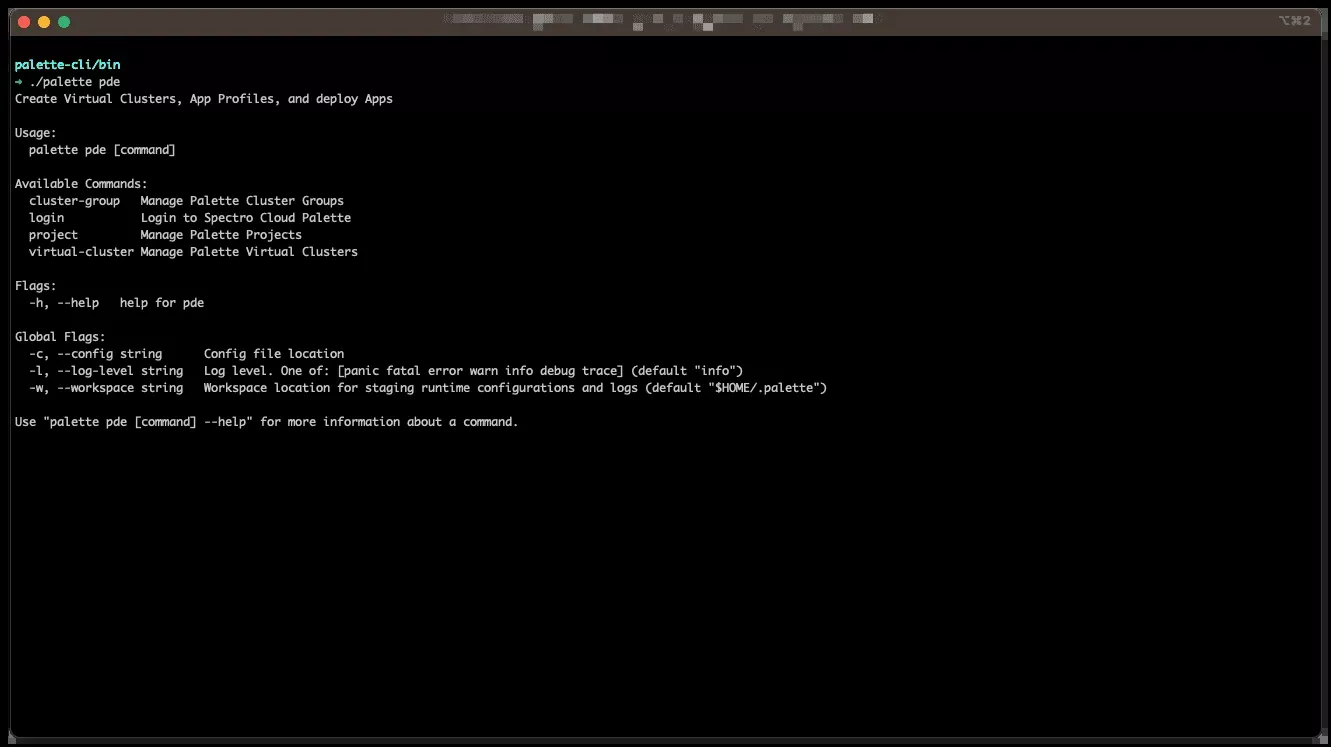 ⌥⌘2
palette-cli/bin
→ ./palette pde
Create Virtual Clusters, App Profiles, and deploy Apps
Usage:
palette pde [command]
Available Commands:
cluster-group Manage Palette Cluster Groups
login Login to Spectro Cloud Palette
project Manage Palette Projects
virtual-cluster Manage Palette Virtual Clusters
Flags:
-h, --help help for pde
Global Flags:
-c, --config string Config file location
-l, --log-level string Log level. One of: [panic fatal error warn info debug trace] (default "info")
-w, --workspace string Workspace location for staging runtime configurations and logs (default "$HOME/.palette")
Use "palette pde [command] --help" for more information about a command.